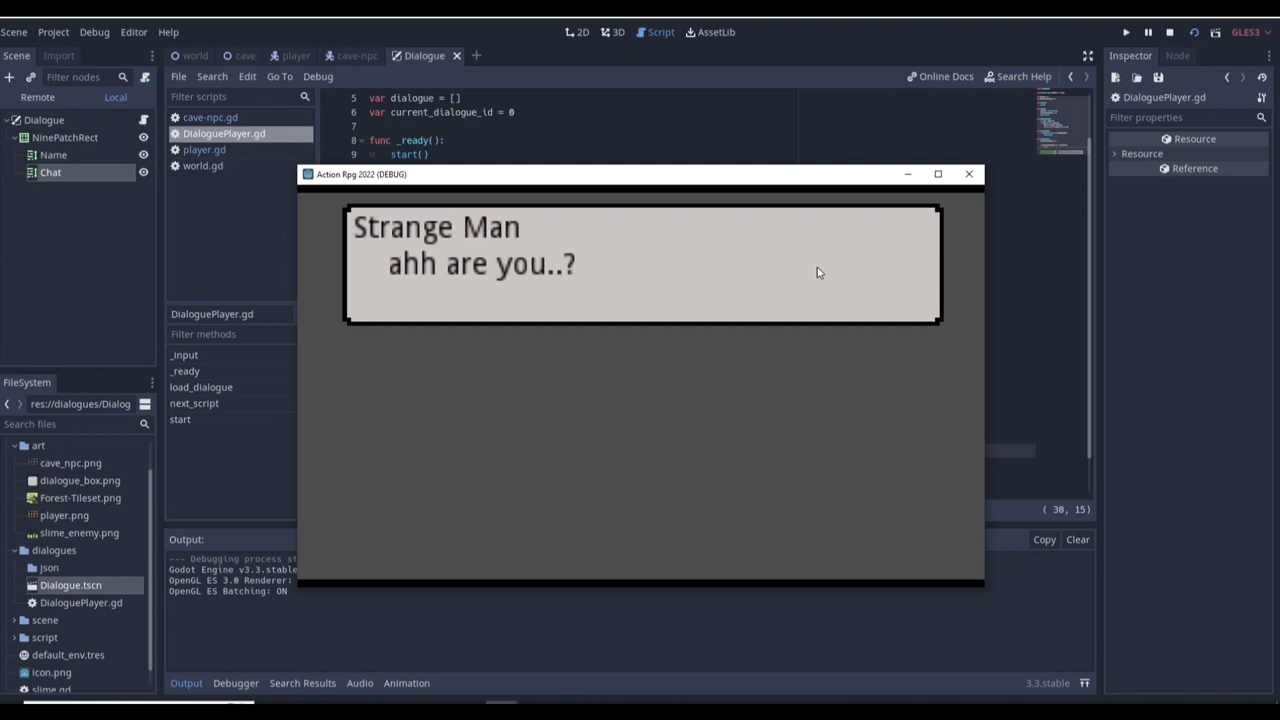 Scene Project Debug Editor Help
2D 3D Script AssetLib
GLES3
Scene Import
world cave player cave-npc Dialogue
Inspector Node
Filter nodes
File Search Edit Go To Debug
Online Docs Search Help
Remote Local
Filter scripts
DialoguePlayer.gd
Filter properties
Dialogue
NinePatchRect
Name
Chat
cave-npc.gd
DialoguePlayer.gd
player.gd
world.gd
5 var dialogue = []
6 var current_dialogue_id = 0
7
8 func _ready():
9 start()
Resource
Resource
Reference
Action Rpg 2022 (DEBUG)
Strange Man
ahh are you..?
DialoguePlayer.gd
Filter methods
_input
_ready
load_dialogue
next_script
start
FileSystem
res://dialogues/Dialog
Search files
art
cave_npc.png
dialogue_box.png
Forest-Tileset.png
player.png
slime_enemy.png
dialogues
json
Dialogue.tscn
DialoguePlayer.gd
scene
script
default_env.tres
icon.png
slime.gd
( 30, 15)
Output:
Copy Clear
--- Debugging process st
Godot Engine v3.3.stable
OpenGL ES 3.0 Renderer:
OpenGL ES Batching: ON
Output Debugger Search Results Audio Animation
3.3.stable